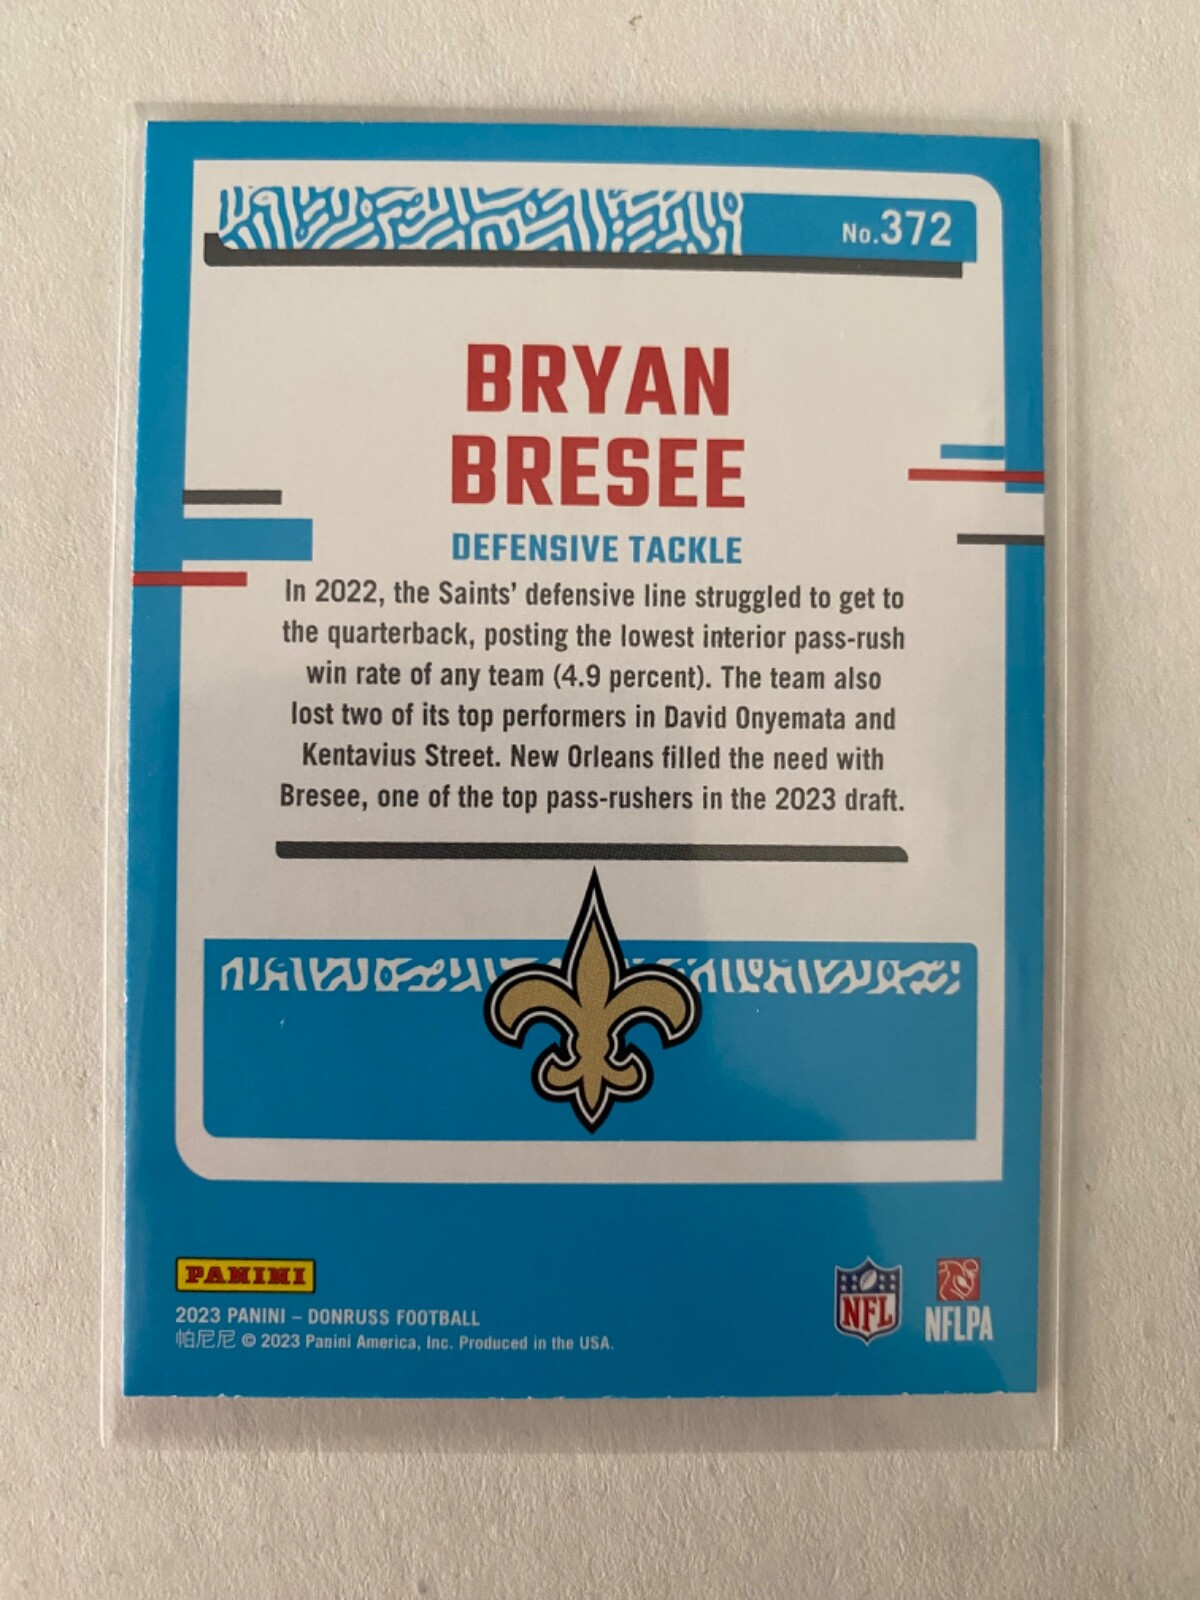 No.372
BRYAN
BRESEE
DEFENSIVE TACKLE
In 2022, the Saints' defensive line struggled to get to
the quarterback, posting the lowest interior pass-rush
win rate of any team (4.9 percent). The team also
lost two of its top performers in David Onyemata and
Kentavius Street. New Orleans filled the need with
Bresee, one of the top pass-rushers in the 2023 draft.
PANINI
2023 PANINI – DONRUSS FOOTBALL
帕尼尼 © 2023 Panini America, Inc. Produced in the USA.
NFL
NFLPA